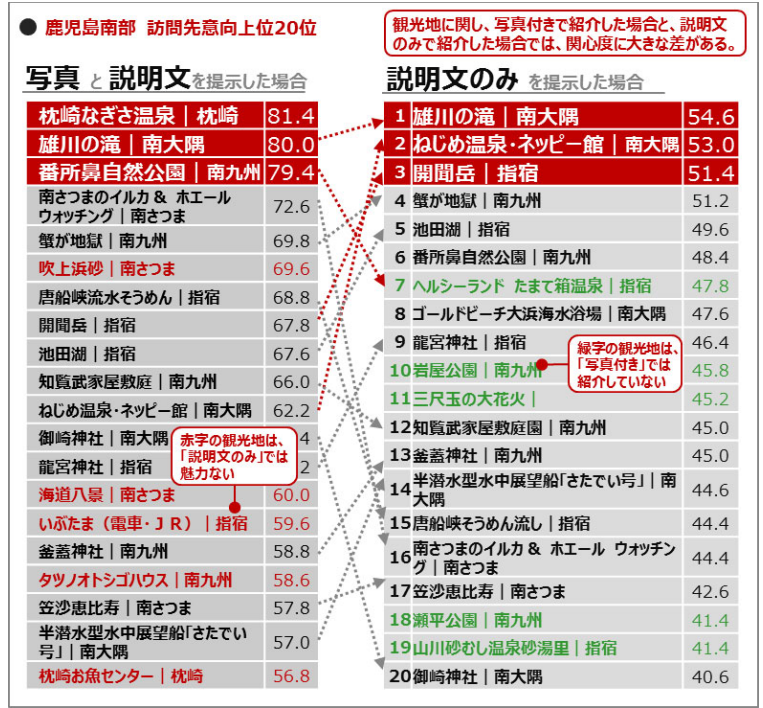 ● 鹿児島南部 訪問先意向上位20位
観光地に関し、写真付きで紹介した場合と、説明文
のみで紹介した場合では、関心度に大きな差がある。
写真 と 説明文を提示した場合
枕崎なぎさ温泉｜枕崎 81.4
雄川の滝｜南大隅 80.0
番所鼻自然公園｜南九州 79.4
南さつまのイルカ & ホエール
ウォッチング｜南さつま 72.6
蟹が地獄｜南九州 69.8
吹上浜砂｜南さつま 69.6
唐船峡流水そうめん｜指宿 68.8
開聞岳｜指宿 67.8
池田湖｜指宿 67.6
知覧武家屋敷庭｜南九州 66.0
ねじめ温泉・ネッピー館｜南大隅 62.2
御崎神社｜南大隅 4
龍宮神社｜指宿 2
赤字の観光地は、
「説明文のみ」では
魅力ない
海道八景｜南さつま 60.0
いぶたま（電車・ＪＲ）｜指宿 59.6
釜蓋神社｜南九州 58.8
タツノオトシゴハウス｜南九州 58.6
笠沙恵比寿｜南さつま 57.8
半潜水型水中展望船「さたでい
号」｜南大隅 57.0
枕崎お魚センター｜枕崎 56.8
説明文のみ を提示した場合
1 雄川の滝｜南大隅 54.6
2 ねじめ温泉・ネッピー館｜南大隅 53.0
3 開聞岳｜指宿 51.4
4 蟹が地獄｜南九州 51.2
5 池田湖｜指宿 49.6
6 番所鼻自然公園｜南九州 48.4
7 ヘルシーランド たまて箱温泉｜指宿 47.8
8 ゴールドビーチ大浜海水浴場｜南大隅 47.6
9 龍宮神社｜指宿 46.4
10 岩屋公園｜南九州 45.8
緑字の観光地は、
「写真付き」では
紹介していない
11 三尺玉の大花火｜ 45.2
12 知覧武家屋敷庭園｜南九州 45.0
13 釜蓋神社｜南九州 45.0
14 半潜水型水中展望船「さたでい号」｜南
大隅 44.6
15 唐船峡そうめん流し｜指宿 44.4
16 南さつまのイルカ & ホエール ウォッチン
グ｜南さつま 44.4
17 笠沙恵比寿｜南さつま 42.6
18 瀬平公園｜南九州 41.4
19 山川砂むし温泉砂湯里｜指宿 41.4
20 御崎神社｜南大隅 40.6